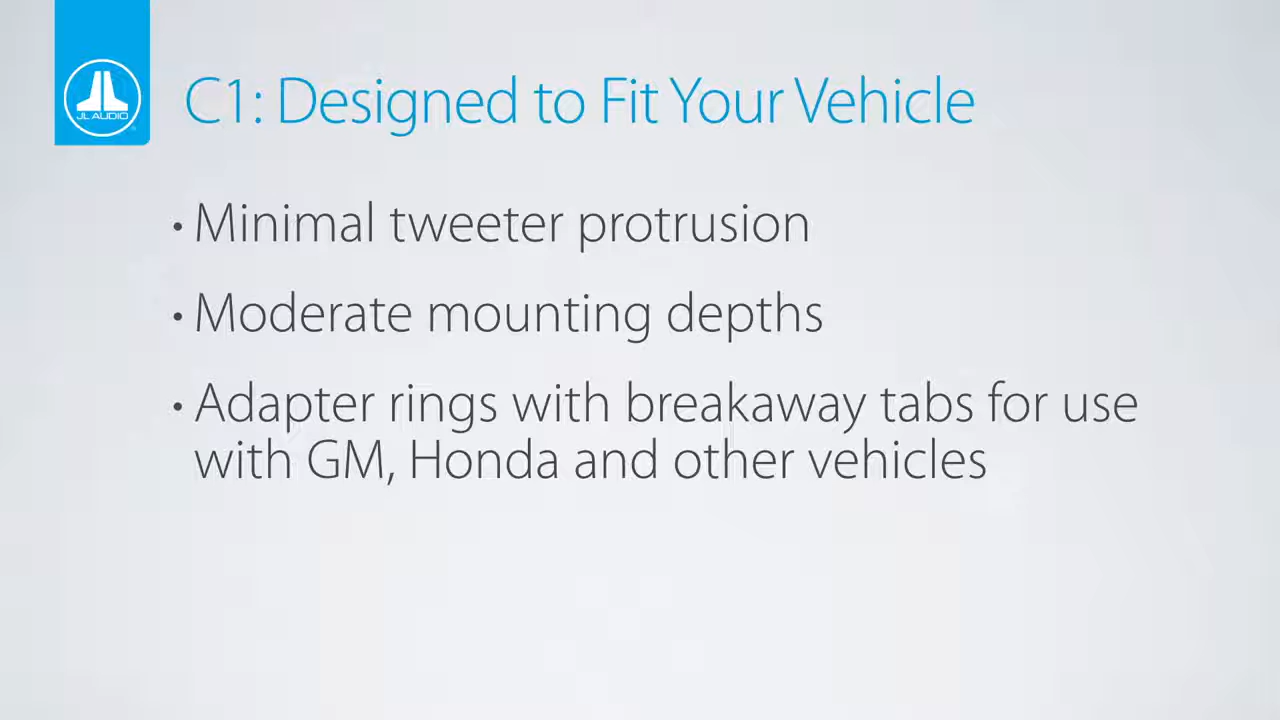 JL AUDIO
C1: Designed to Fit Your Vehicle
• Minimal tweeter protrusion
• Moderate mounting depths
• Adapter rings with breakaway tabs for use
with GM, Honda and other vehicles